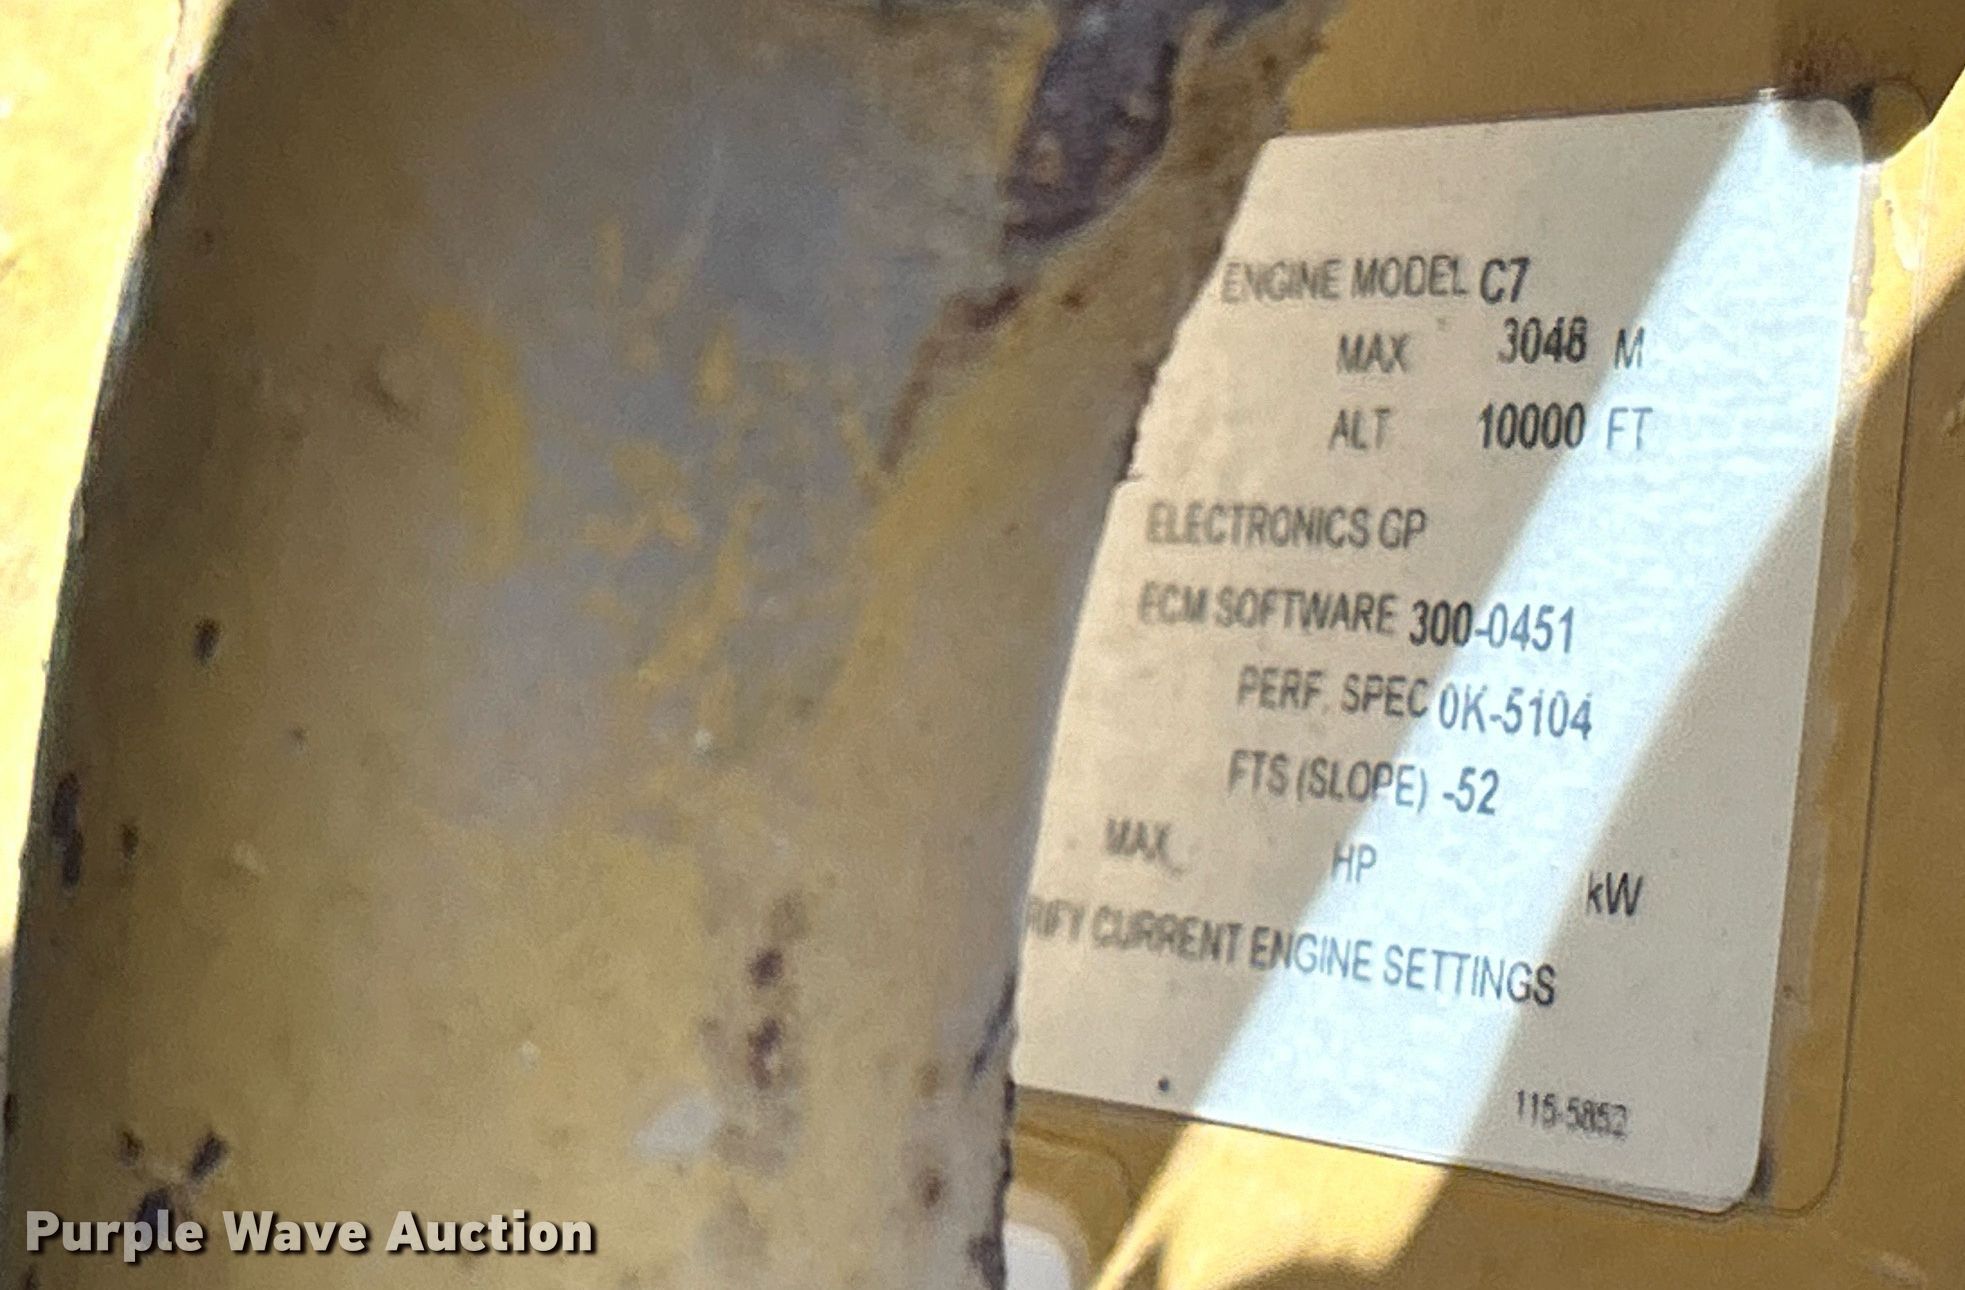 ENGINE MODEL C7
MAX 3048 M
ALT 10000 FT
ELECTRONICS GP
ECM SOFTWARE 300-0451
PERF. SPEC 0K-5104
FTS (SLOPE) -52
MAX HP kW
RIFY CURRENT ENGINE SETTINGS
115-5852
Purple Wave Auction